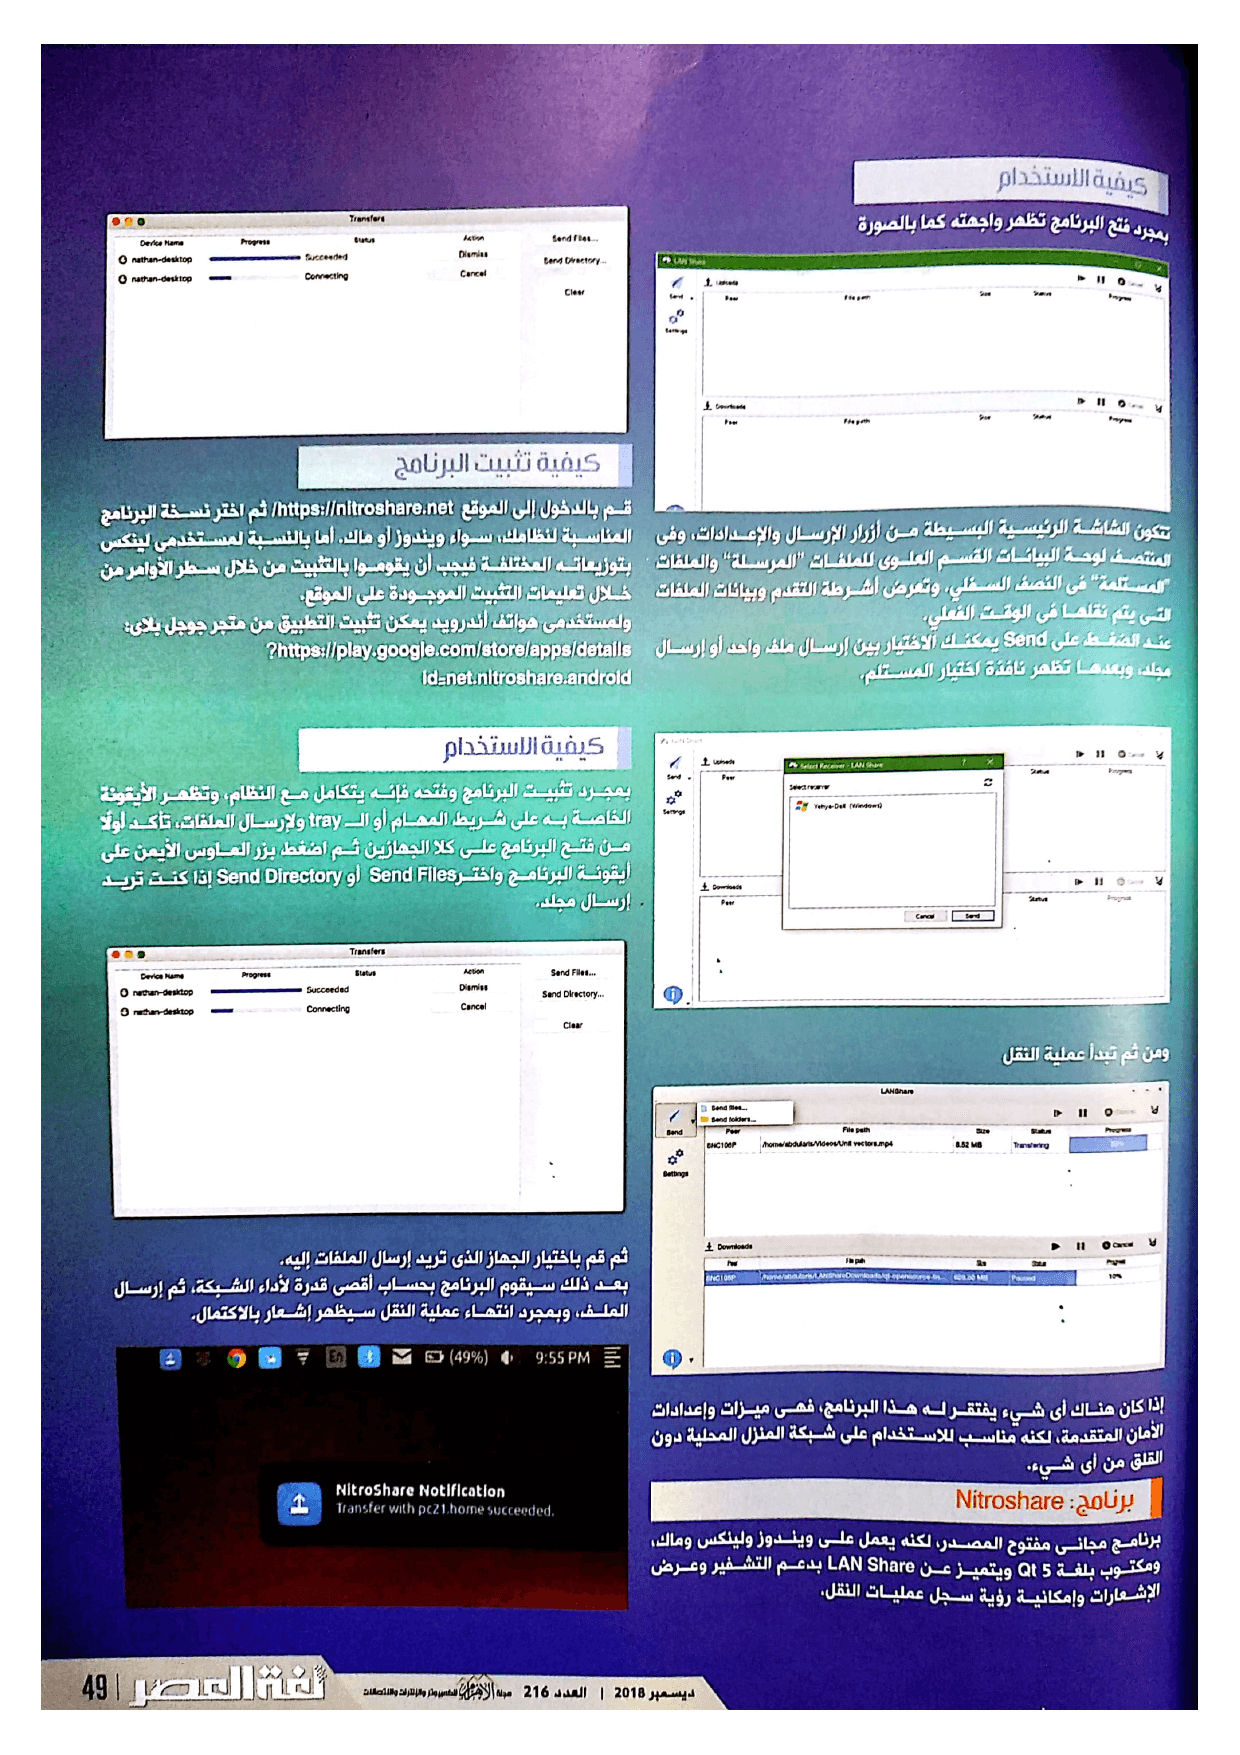 كيفية الاستخدام
بمجرد فتح البرنامج تظهر واجهته كما بالصورة
LAN Share
Send
Settings
Uploads
Peer File path Size Status Progress
Downloads
Peer File path Size Status Progress
تتكون الشاشة الرئيسية البسيطة من أزرار الإرسال والإعدادات، وفى
المنتصف لوحة البيانات القسم العلوى للملفات "المرسلة" والملفات
"المستلمة" فى النصف السفلي، وتعرض أشرطة التقدم وبيانات الملفات
التى يتم نقلها فى الوقت الفعلي.
عند الضغط على Send يمكنك الاختيار بين إرسال ملف واحد أو إرسال
مجلد، وبعدها تظهر نافذة اختيار المستلم.
Send
Settings
Uploads
Peer Status Progress
Select Receiver - LAN Share
Select receiver
Yehya-Dell (Windows)
Cancel Send
Downloads
Peer Status Progress
ومن ثم تبدأ عملية النقل
LANShare
Send
Settings
Send files...
Send folders...
Peer File path Size Status Progress
BNC106P /home/abdularis/Videos/Unit vectors.mp4 8.52 MB Transfering
Downloads Cancel
Peer File path Size Status Progress
BNC106P Paused 10%
إذا كان هناك أى شيء يفتقر له هذا البرنامج، فهى ميزات وإعدادات
الأمان المتقدمة، لكنه مناسب للاستخدام على شبكة المنزل المحلية دون
القلق من أى شيء.
برنامج: Nitroshare
برنامج مجانى مفتوح المصدر، لكنه يعمل على ويندوز ولينكس وماك،
ومكتوب بلغة Qt 5 ويتميز عن LAN Share بدعم التشفير وعرض
الإشعارات وإمكانية رؤية سجل عمليات النقل.
Transfers
Device Name Progress Status Action
nathan-desktop Succeeded Dismiss
nathan-desktop Connecting Cancel
Send Files...
Send Directory...
Clear
كيفية تثبيت البرنامج
قم بالدخول إلى الموقع https://nitroshare.net/ ثم اختر نسخة البرنامج
المناسبة لنظامك، سواء ويندوز أو ماك. أما بالنسبة لمستخدمى لينكس
بتوزيعاته المختلفة فيجب أن يقوموا بالتثبيت من خلال سطر الأوامر من
خلال تعليمات التثبيت الموجودة على الموقع.
ولمستخدمى هواتف أندرويد يمكن تثبيت التطبيق من متجر جوجل بلاى:
https://play.google.com/store/apps/details?
id=net.nitroshare.android
كيفية الاستخدام
بمجرد تثبيت البرنامج وفتحه فإنه يتكامل مع النظام، وتظهر الأيقونة
الخاصة به على شريط المهام أو الـ tray ولإرسال الملفات، تأكد أولًا
من فتح البرنامج على كلا الجهازين ثم اضغط بزر الماوس الأيمن على
أيقونة البرنامج واختر Send Files أو Send Directory إذا كنت تريد
إرسال مجلد.
Transfers
Device Name Progress Status Action
nathan-desktop Succeeded Dismiss
nathan-desktop Connecting Cancel
Send Files...
Send Directory...
Clear
ثم قم باختيار الجهاز الذى تريد إرسال الملفات إليه.
بعد ذلك سيقوم البرنامج بحساب أقصى قدرة لأداء الشبكة، ثم إرسال
الملف، وبمجرد انتهاء عملية النقل سيظهر إشعار بالاكتمال.
En (49%) 9:55 PM
NitroShare Notification
Transfer with pc21.home succeeded.
ديسمبر 2018 | العدد 216 مجلة الأهرام للكمبيوتر والإنترنت والاتصالات
لغة العصر | 49